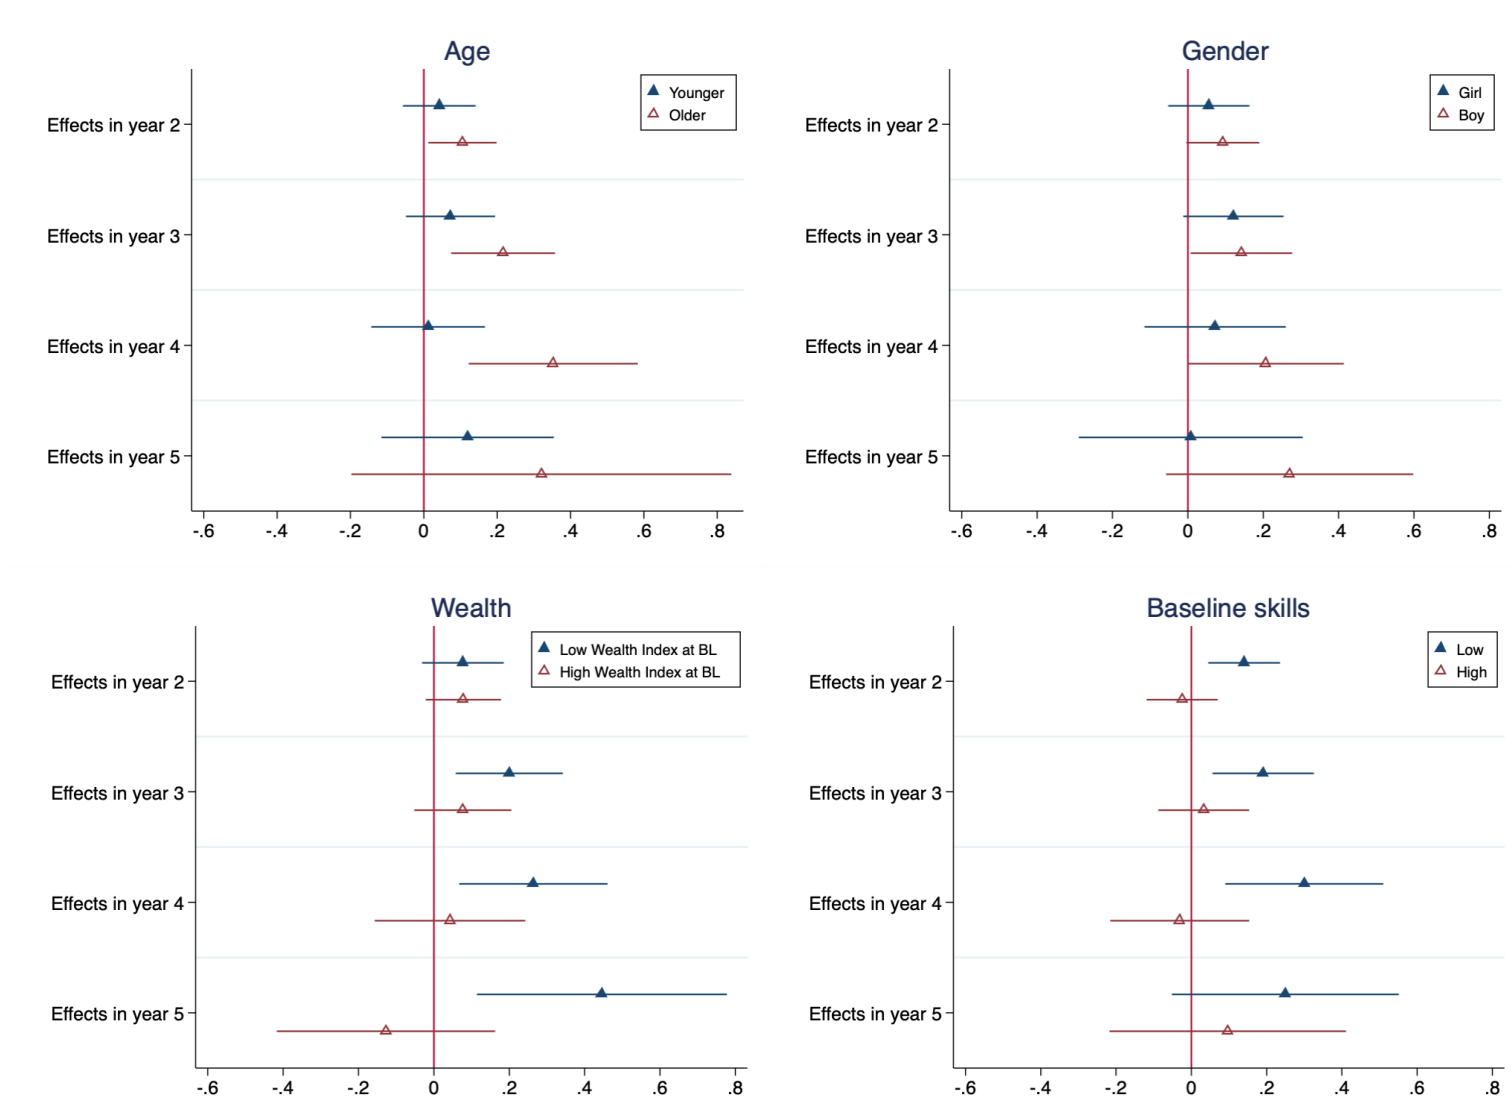 Age
Younger
Older
Effects in year 2
Effects in year 3
Effects in year 4
Effects in year 5
-.6 -.4 -.2 0 .2 .4 .6 .8
Gender
Girl
Boy
Effects in year 2
Effects in year 3
Effects in year 4
Effects in year 5
-.6 -.4 -.2 0 .2 .4 .6 .8
Wealth
Low Wealth Index at BL
High Wealth Index at BL
Effects in year 2
Effects in year 3
Effects in year 4
Effects in year 5
-.6 -.4 -.2 0 .2 .4 .6 .8
Baseline skills
Low
High
Effects in year 2
Effects in year 3
Effects in year 4
Effects in year 5
-.6 -.4 -.2 0 .2 .4 .6 .8